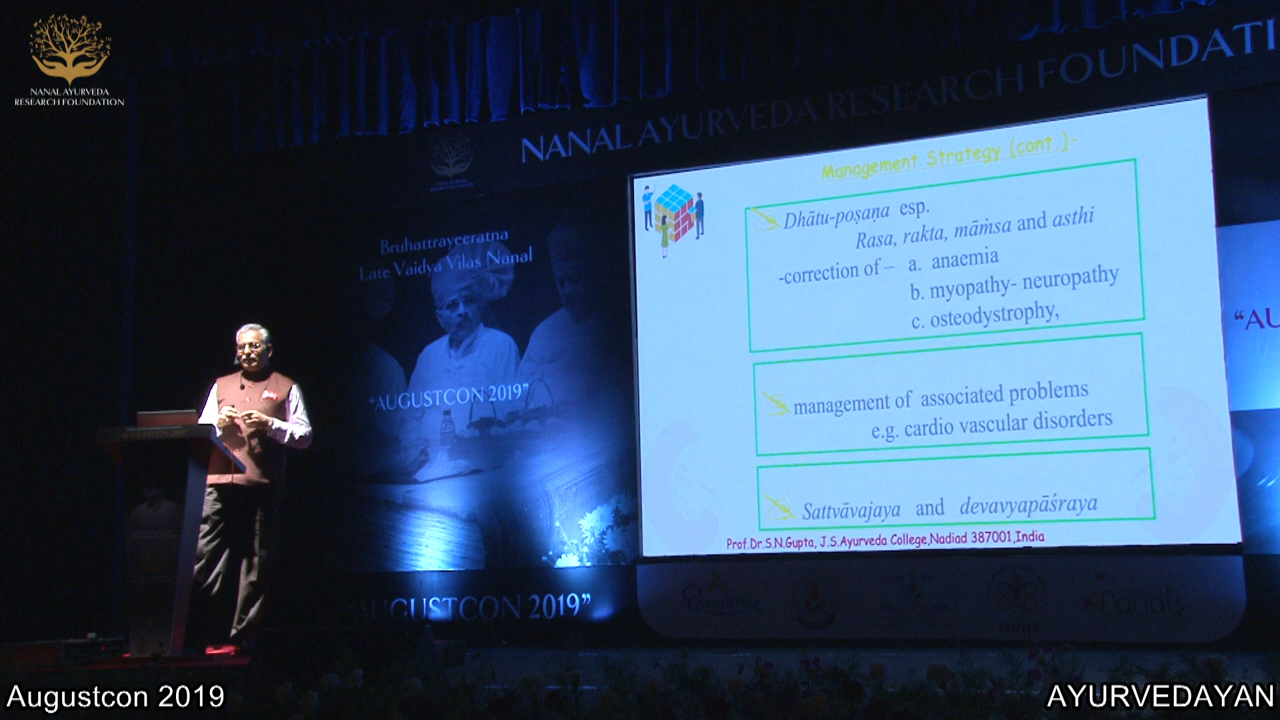 NANAL AYURVEDA
RESEARCH FOUNDATION
NANAL AYURVEDA RESEARCH FOUNDATI
Bruhattrayeeratna
Late Vaidya Vilas Nanal
"AUGUSTCON 2019"
Management Strategy (cont.)-
Dhātu-poṣaṇa esp.
Rasa, rakta, māṁsa and asthi
-correction of – a. anaemia
b. myopathy- neuropathy
c. osteodystrophy,
management of associated problems
e.g. cardio vascular disorders
Sattvāvajaya and devavyapāśraya
Prof.Dr.S.N.Gupta, J.S.Ayurveda College,Nadiad 387001,India
"AU
AUGUSTCON 2019"
Augustcon 2019
AYURVEDAYAN